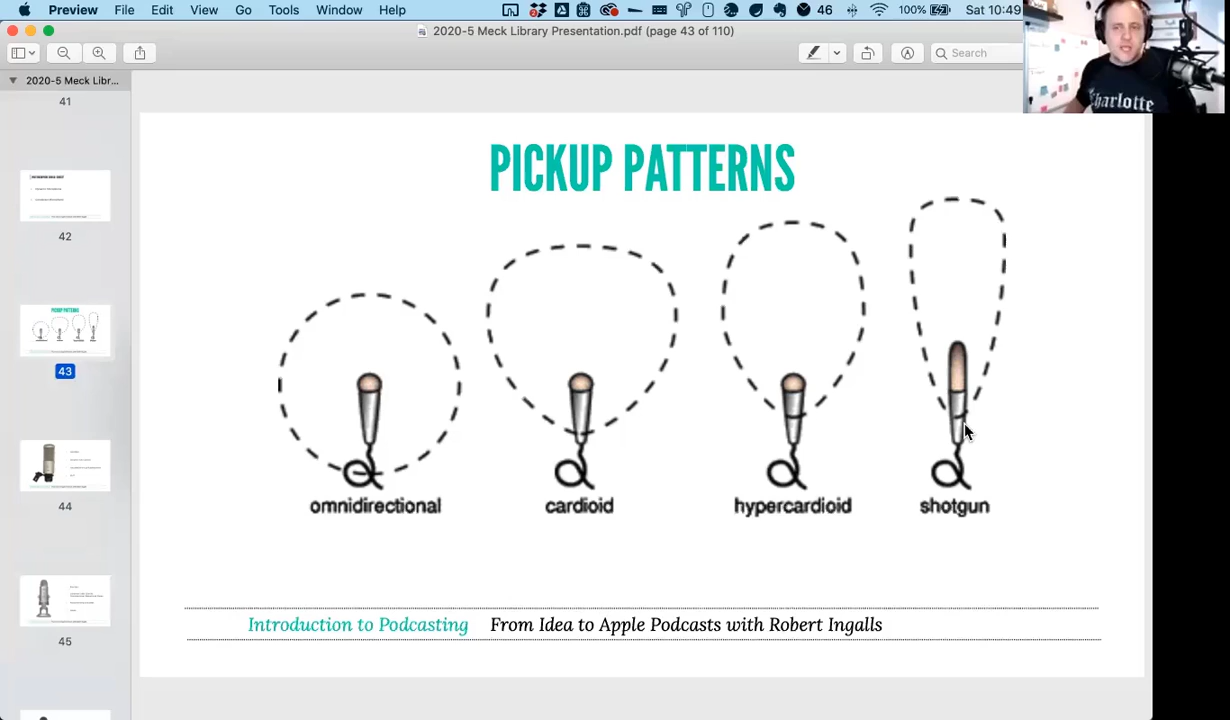 Preview File Edit View Go Tools Window Help 46 100% Sat 10:49
2020-5 Meck Library Presentation.pdf (page 43 of 110)
Search
2020-5 Meck Libr...
41
42
43
44
45
PICKUP PATTERNS
omnidirectional cardioid hypercardioid shotgun
Introduction to Podcasting From Idea to Apple Podcasts with Robert Ingalls
Charlotte